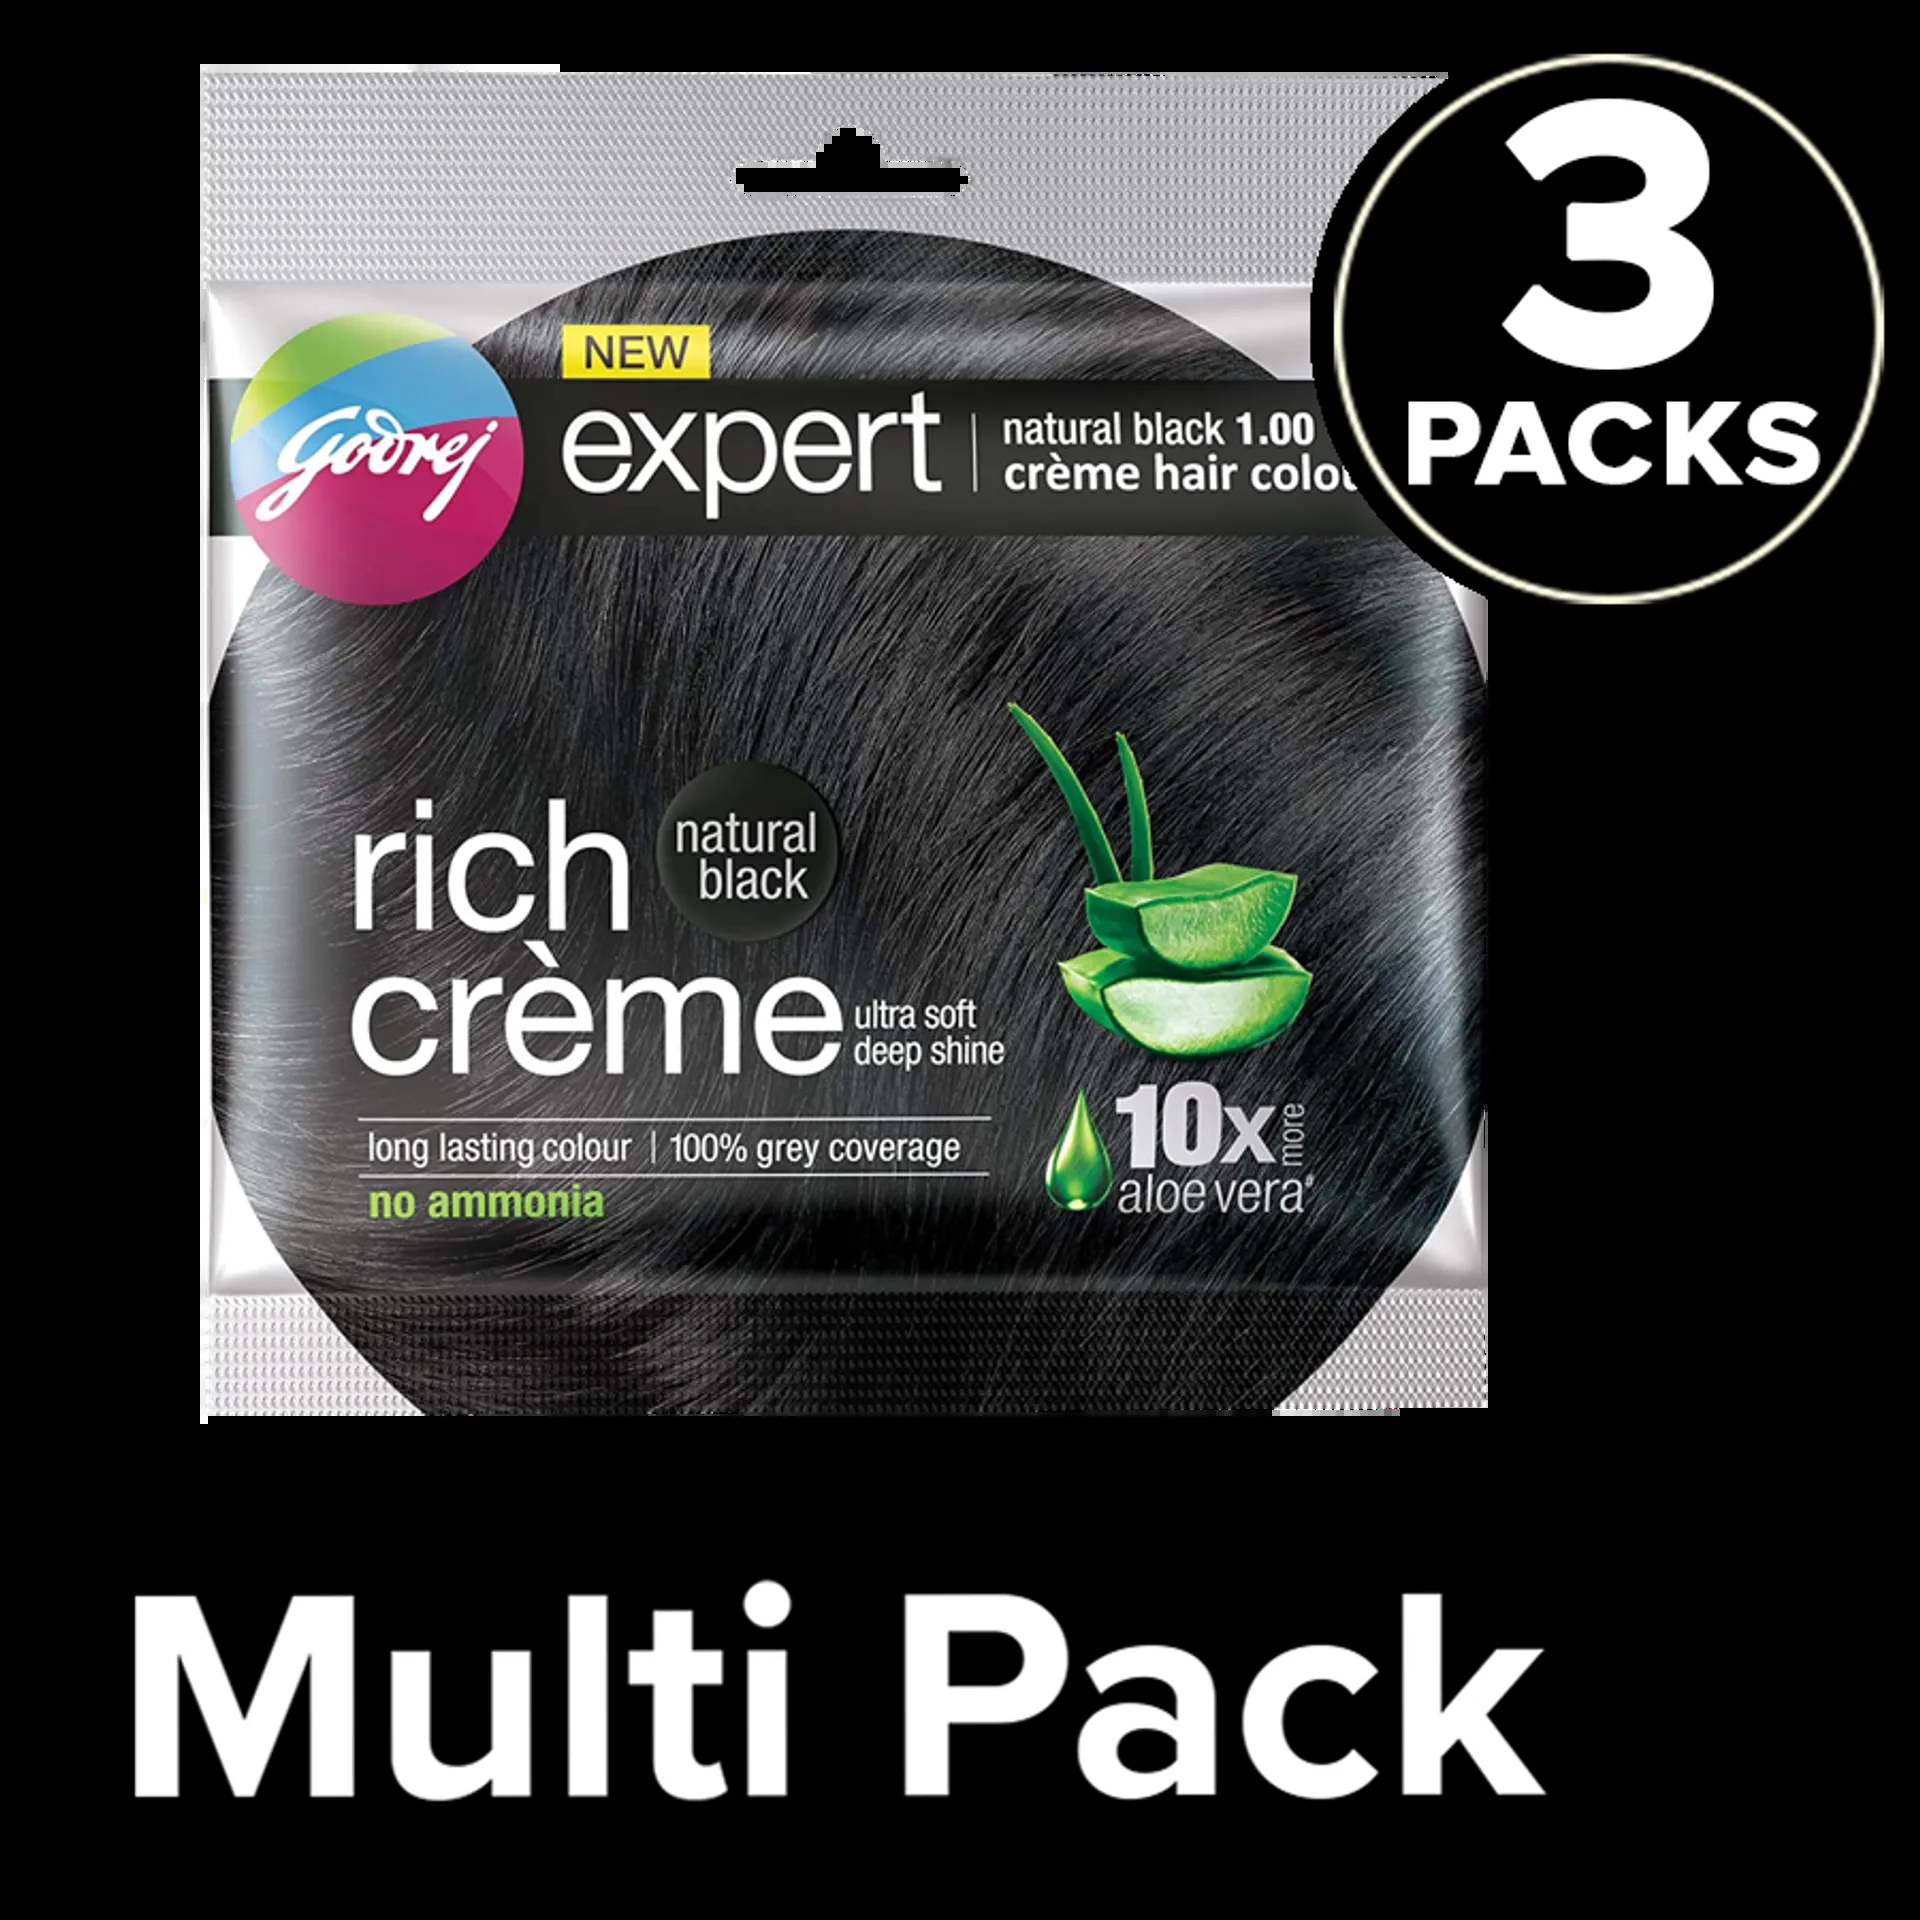 3
PACKS
NEW
Godrej
expert
natural black 1.00
crème hair colou
rich
natural
black
crème
ultra soft
deep shine
long lasting colour | 100% grey coverage
no ammonia
10x
more
aloe vera#
Multi Pack